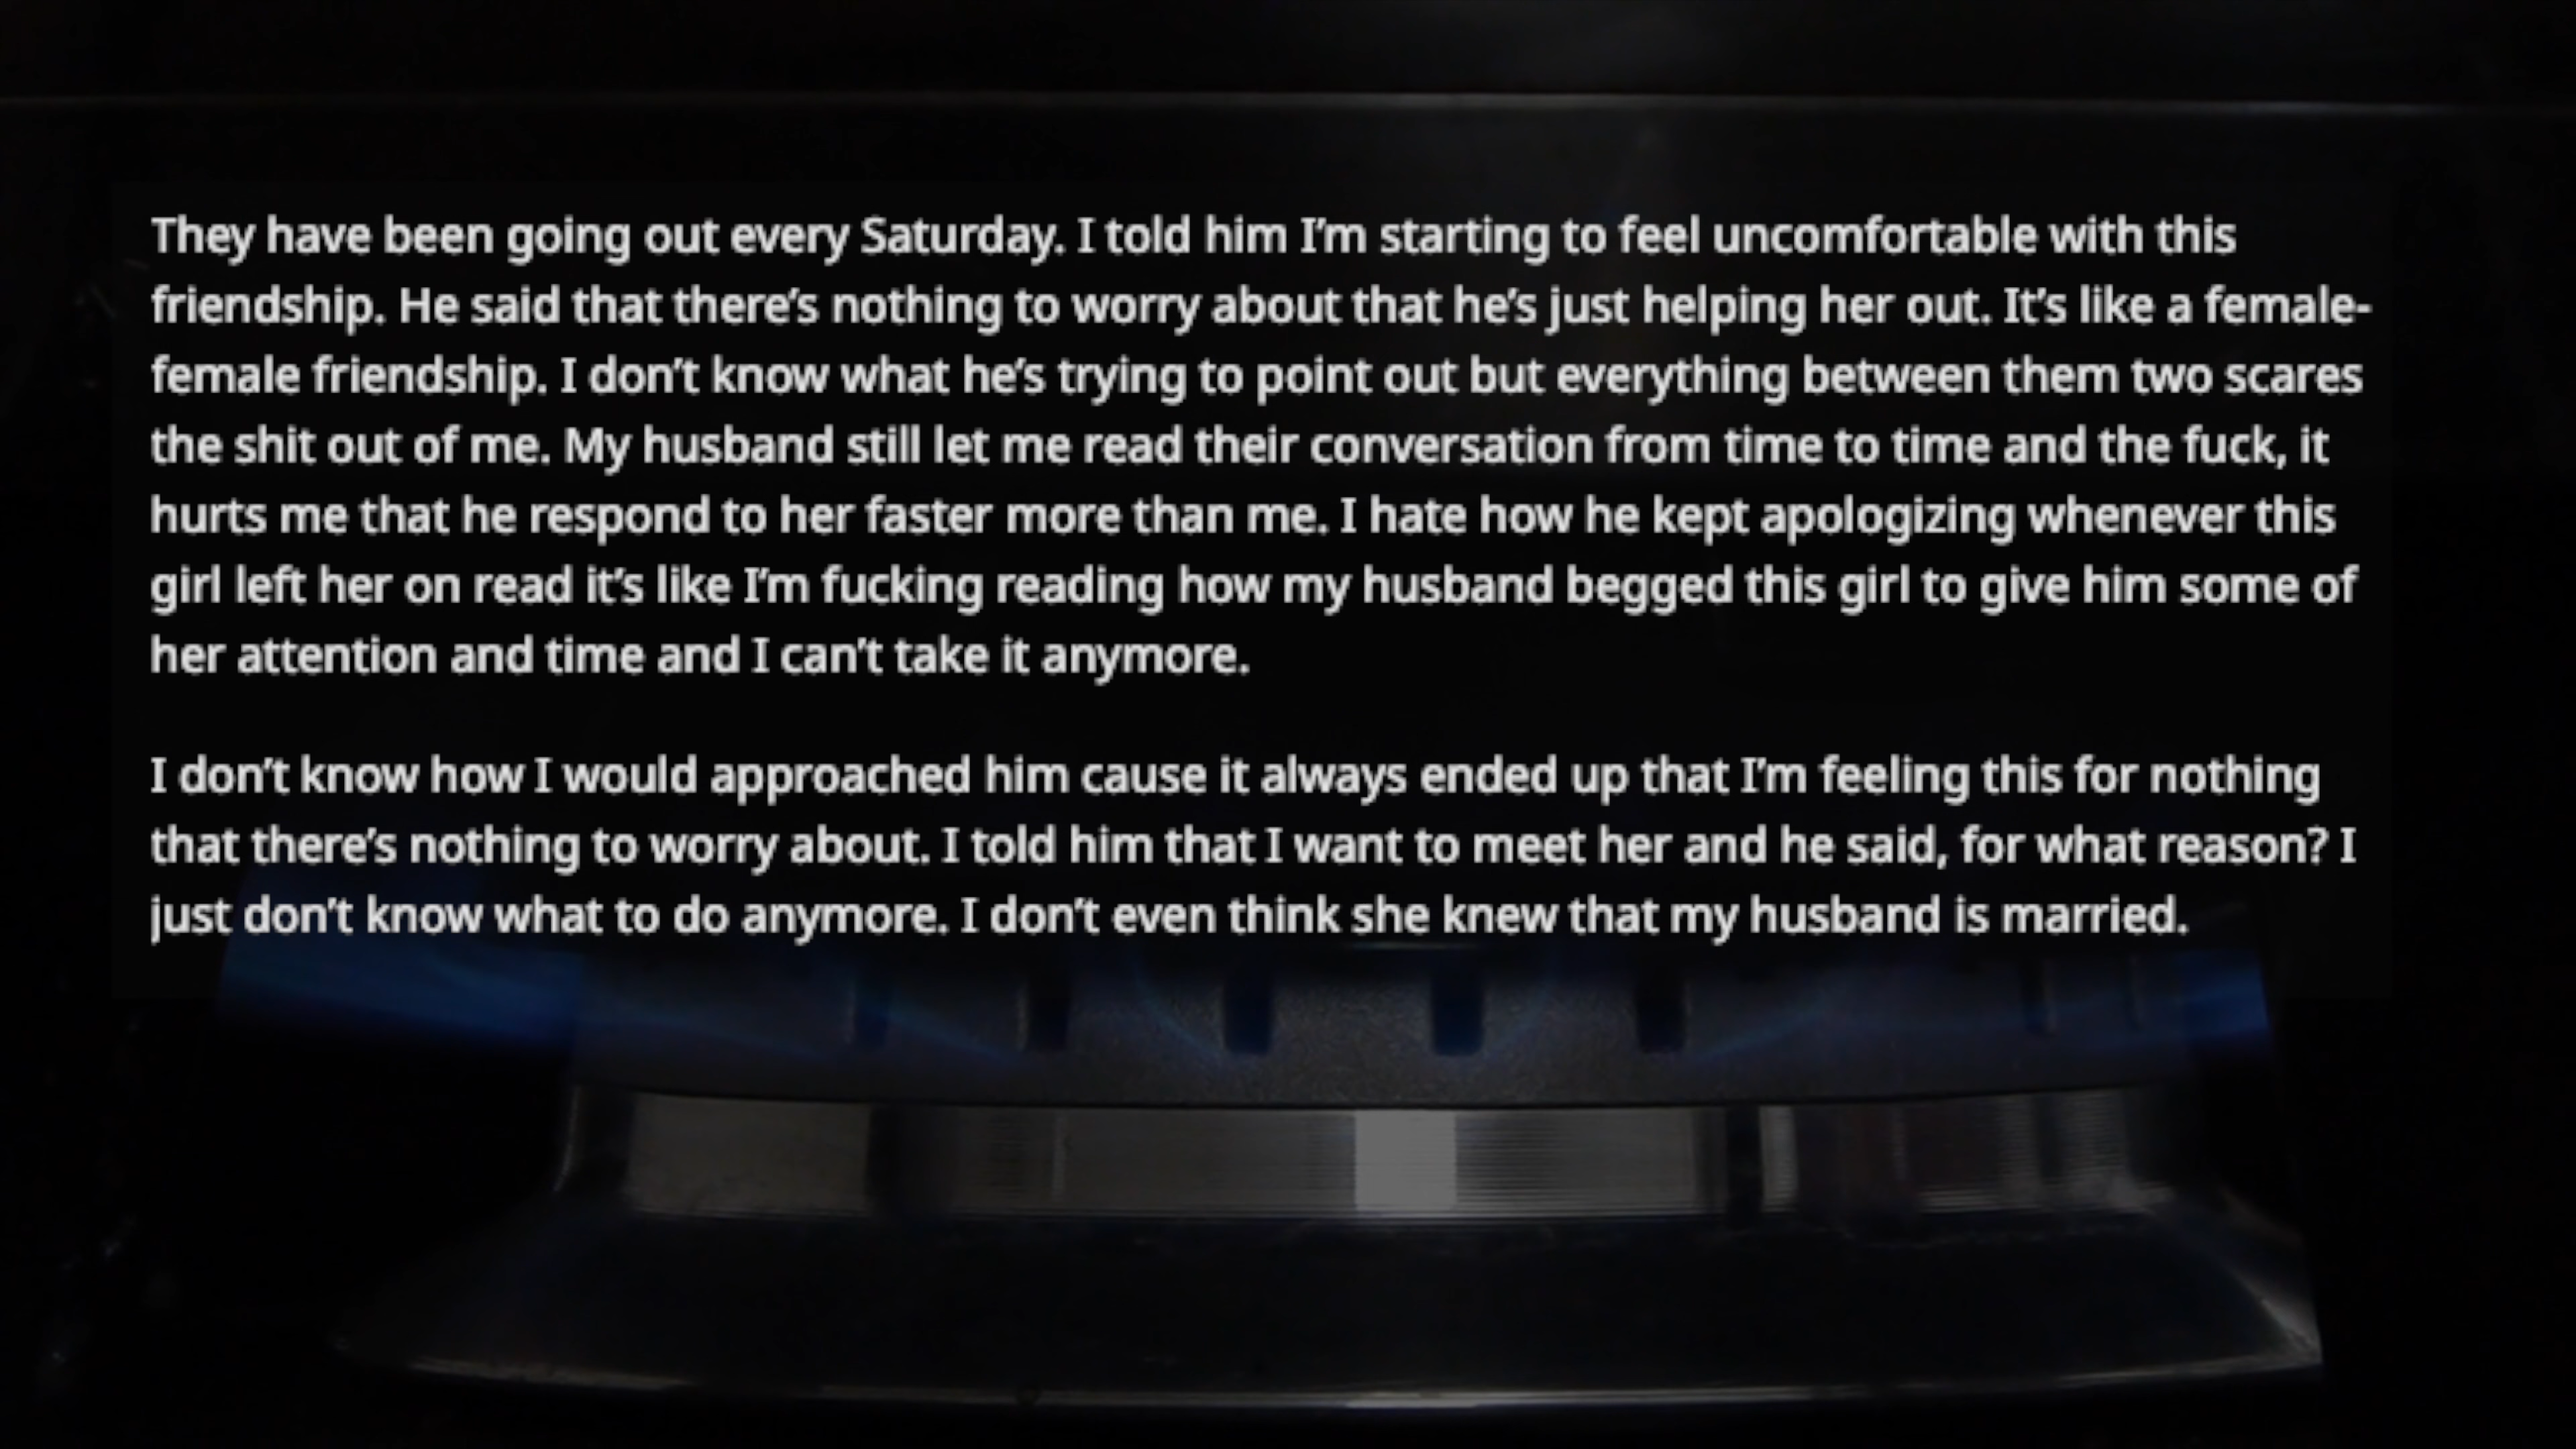 They have been going out every Saturday. I told him I'm starting to feel uncomfortable with this
friendship. He said that there's nothing to worry about that he's just helping her out. It's like a female-
female friendship. I don't know what he's trying to point out but everything between them two scares
the shit out of me. My husband still let me read their conversation from time to time and the fuck, it
hurts me that he respond to her faster more than me. I hate how he kept apologizing whenever this
girl left her on read it's like I'm fucking reading how my husband begged this girl to give him some of
her attention and time and I can't take it anymore.
I don't know how I would approached him cause it always ended up that I'm feeling this for nothing
that there's nothing to worry about. I told him that I want to meet her and he said, for what reason? I
just don't know what to do anymore. I don't even think she knew that my husband is married.